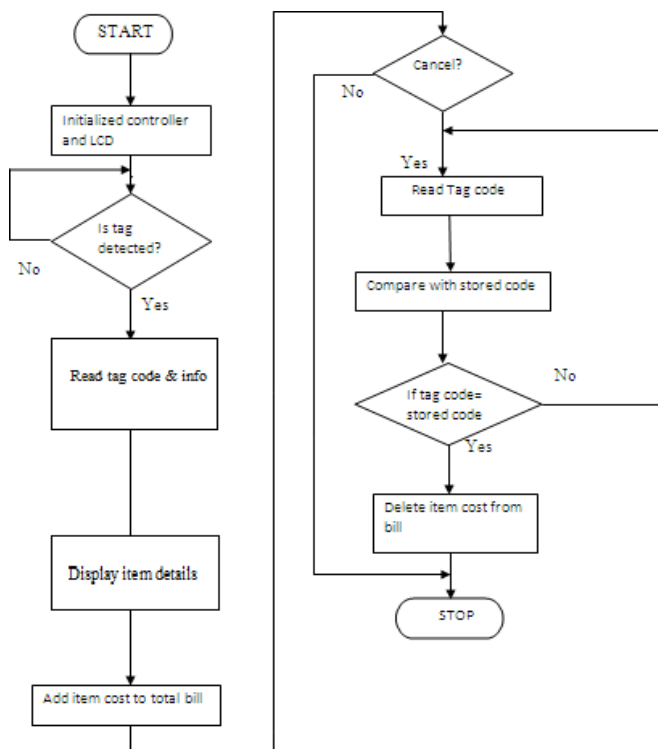 START
Initialized controller
and LCD
Is tag
detected?
No
Yes
Read tag code & info
Display item details
Add item cost to total bill
Cancel?
No
Yes
Read Tag code
Compare with stored code
If tag code=
stored code
No
Yes
Delete item cost from
bill
STOP